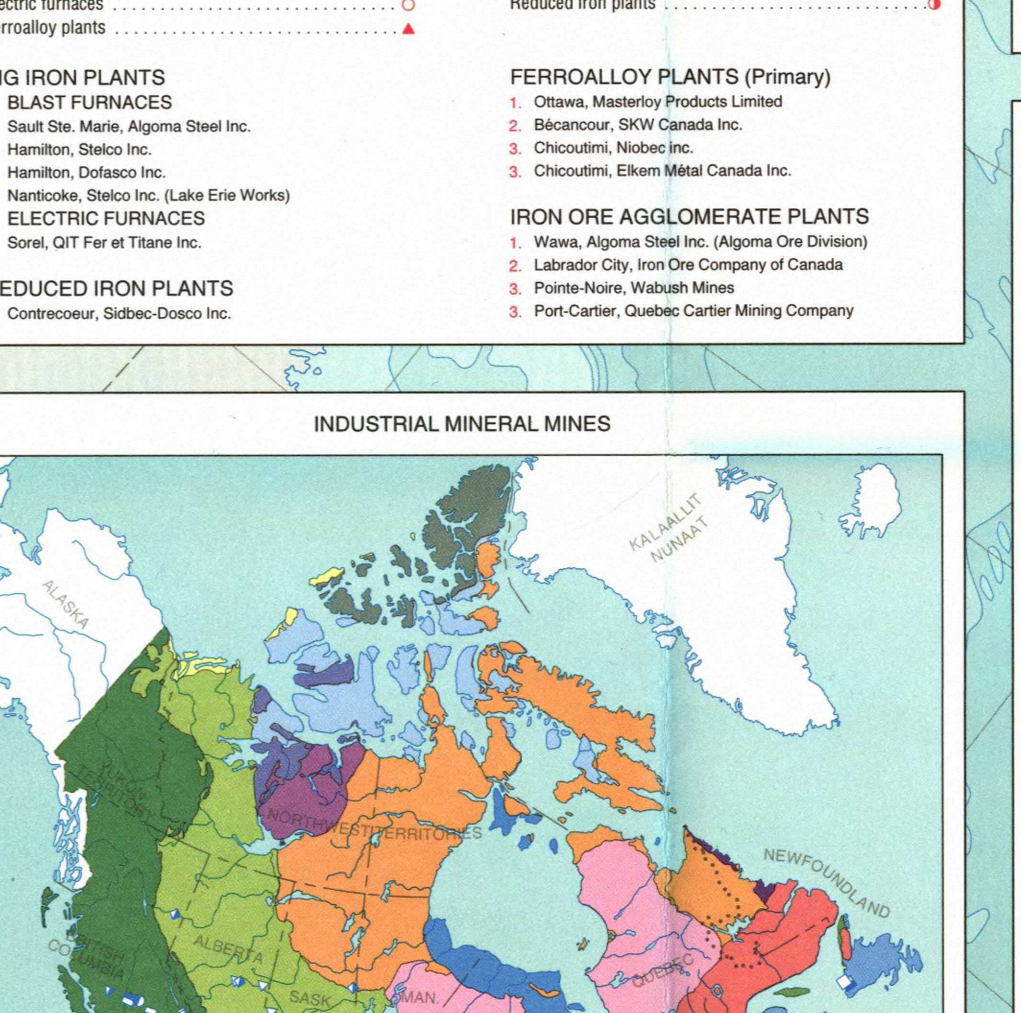 furnaces
plants
Reduced iron plants
IRON PLANTS
BLAST FURNACES
Sault Ste. Marie, Algoma Steel Inc.
Hamilton, Stelco Inc.
Hamilton, Dofasco Inc.
Nanticoke, Stelco Inc. (Lake Erie Works)
ELECTRIC FURNACES
Sorel, QIT Fer et Titane Inc.
IRON PLANTS
Contrecoeur, Sidbec-Dosco Inc.
FERROALLOY PLANTS (Primary)
1. Ottawa, Masterloy Products Limited
2. Bécancour, SKW Canada Inc.
3. Chicoutimi, Niobec inc.
3. Chicoutimi, Elkem Métal Canada Inc.
IRON ORE AGGLOMERATE PLANTS
1. Wawa, Algoma Steel Inc. (Algoma Ore Division)
2. Labrador City, Iron Ore Company of Canada
3. Pointe-Noire, Wabush Mines
3. Port-Cartier, Quebec Cartier Mining Company
INDUSTRIAL MINERAL MINES
KALAALLIT
NUNAAT
ALASKA
YUKON
TERRITORY
NORTHWEST TERRITORIES
NEWFOUNDLAND
BRITISH
COLUMBIA
ALBERTA
SASK.
MAN.
QUEBEC